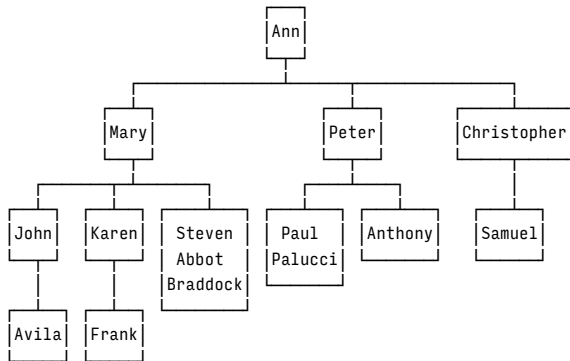 Ann
Mary
Peter
Christopher
John
Karen
Steven
Abbot
Braddock
Paul
Palucci
Anthony
Samuel
Avila
Frank